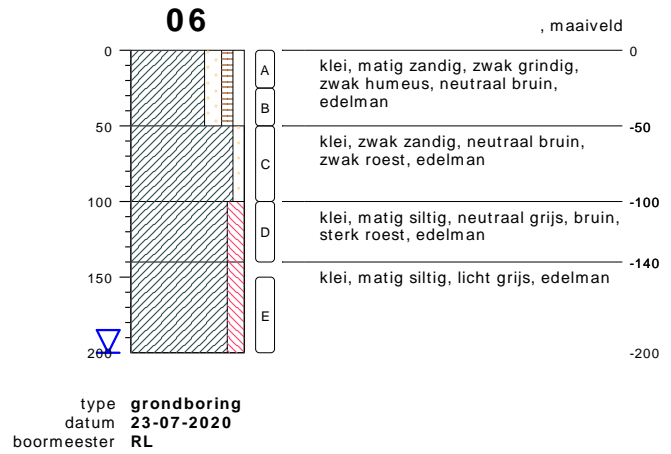 06
, maaiveld
0
A
klei, matig zandig, zwak grindig,
zwak humeus, neutraal bruin,
edelman
0
B
50
-50
C
klei, zwak zandig, neutraal bruin,
zwak roest, edelman
100
-100
D
klei, matig siltig, neutraal grijs, bruin,
sterk roest, edelman
-140
150
klei, matig siltig, licht grijs, edelman
E
200
-200
type grondboring
datum 23-07-2020
boormeester RL